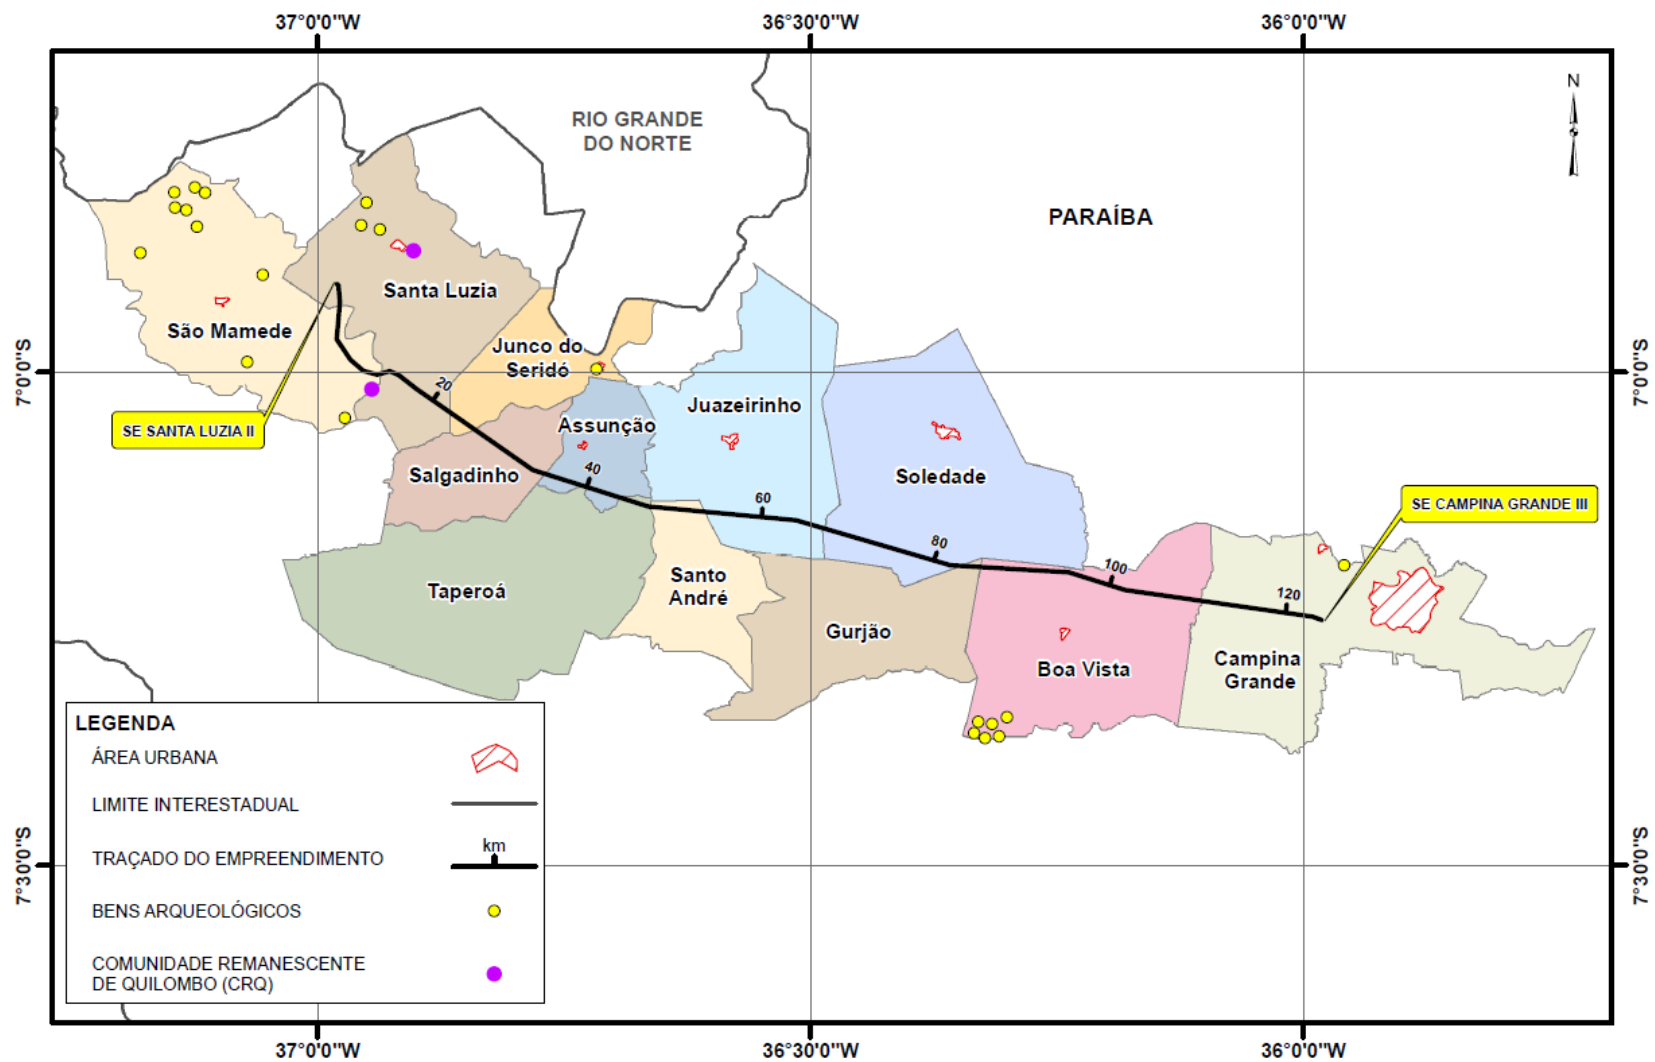 37°0'0"W
36°30'0"W
36°0'0"W
N
RIO GRANDE
DO NORTE
PARAÍBA
Santa Luzia
São Mamede
Junco do
Seridó
7°0'0"S
7°0'0"S
20
Juazeirinho
Assunção
SE SANTA LUZIA II
Salgadinho
40
Soledade
60
SE CAMPINA GRANDE III
80
100
Santo
André
Taperoá
120
Gurjão
Boa Vista
Campina
Grande
LEGENDA
ÁREA URBANA
LIMITE INTERESTADUAL
TRAÇADO DO EMPREENDIMENTO
km
BENS ARQUEOLÓGICOS
COMUNIDADE REMANESCENTE
DE QUILOMBO (CRQ)
7°30'0"S
7°30'0"S
37°0'0"W
36°30'0"W
36°0'0"W